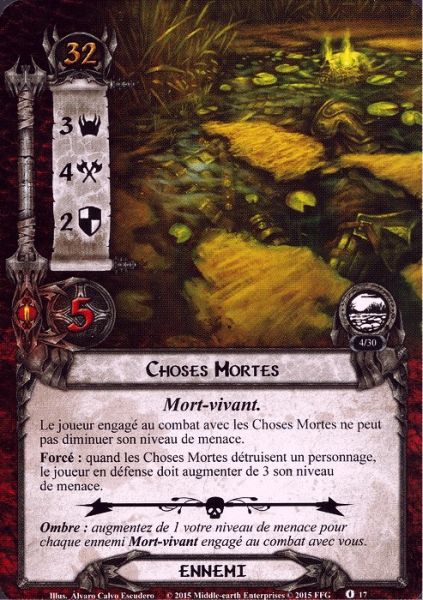 32
3
4
2
5
4/30
Choses Mortes
Mort-vivant.
Le joueur engagé au combat avec les Choses Mortes ne peut
pas diminuer son niveau de menace.
Forcé : quand les Choses Mortes détruisent un personnage,
le joueur en défense doit augmenter de 3 son niveau
de menace.
Ombre : augmentez de 1 votre niveau de menace pour
chaque ennemi Mort-vivant engagé au combat avec vous.
ENNEMI
Illus. Álvaro Calvo Escudero © 2015 Middle-earth Enterprises © 2015 FFG 17